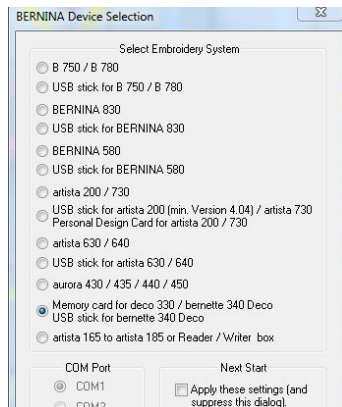 BERNINA Device Selection
Select Embroidery System
B 750 / B 780
USB stick for B 750 / B 780
BERNINA 830
USB stick for BERNINA 830
BERNINA 580
USB stick for BERNINA 580
artista 200 / 730
USB stick for artista 200 (min. Version 4.04) / artista 730
Personal Design Card for artista 200 / 730
artista 630 / 640
USB stick for artista 630 / 640
aurora 430 / 435 / 440 / 450
Memory card for deco 330 / bernette 340 Deco
USB stick for bernette 340 Deco
artista 165 to artista 185 or Reader / Writer box
COM Port
Next Start
COM1
Apply these settings (and
COM2
suppress this dialog).